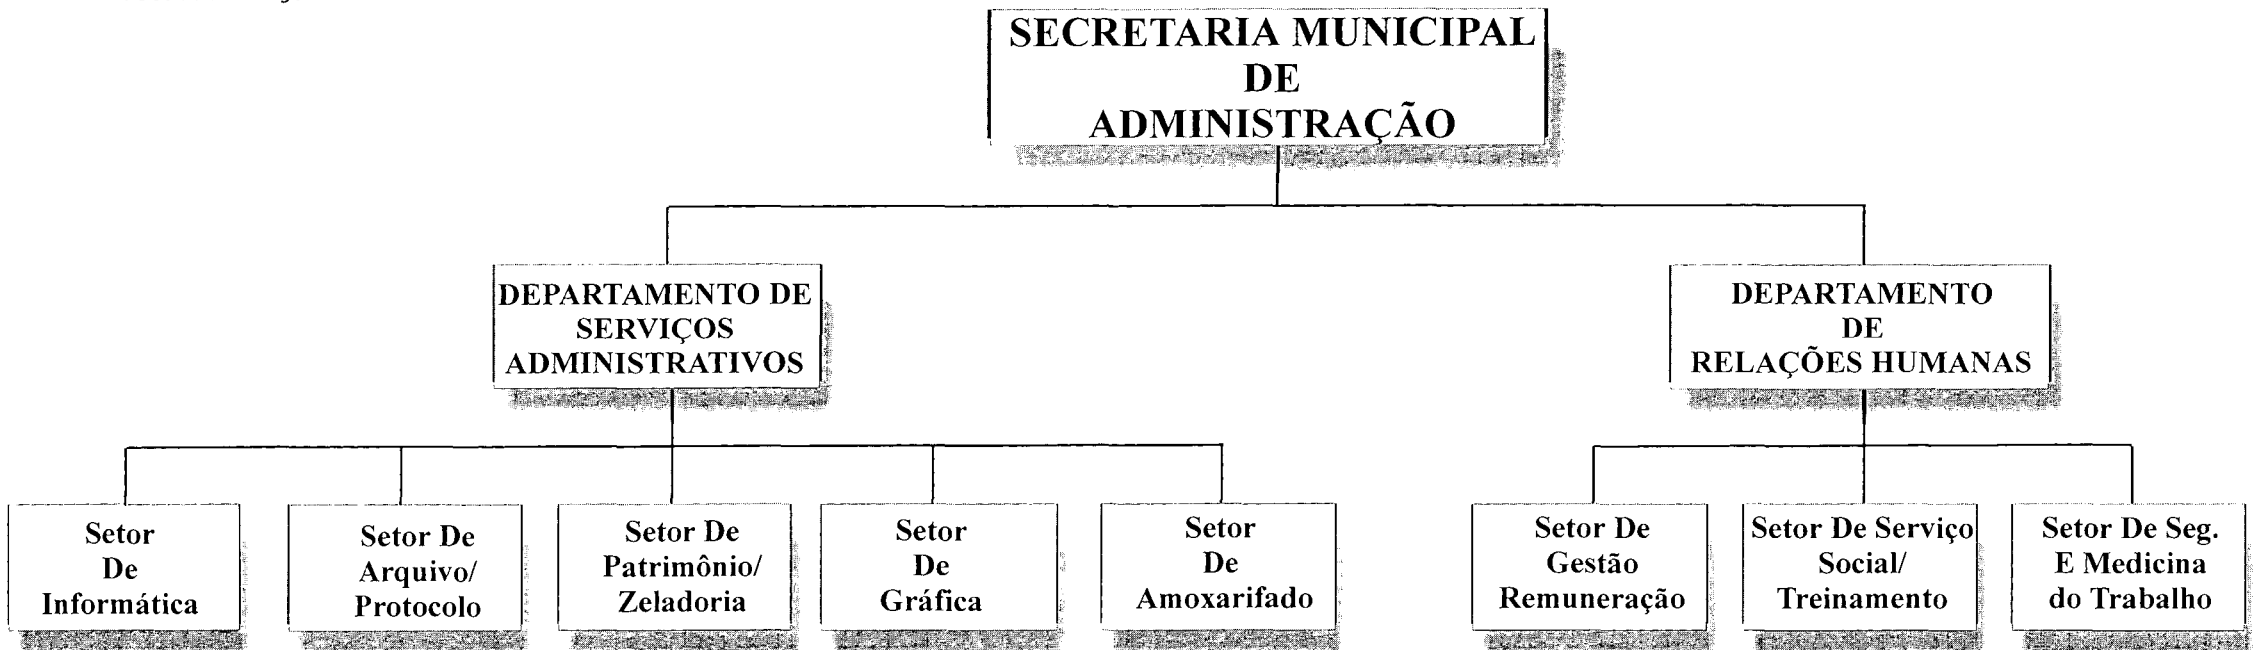 SECRETARIA MUNICIPAL
DE
ADMINISTRAÇÃO
DEPARTAMENTO DE
SERVIÇOS
ADMINISTRATIVOS
DEPARTAMENTO
DE
RELAÇÕES HUMANAS
Setor
De
Informática
Setor De
Arquivo/
Protocolo
Setor De
Patrimônio/
Zeladoria
Setor
De
Gráfica
Setor
De
Amoxarifado
Setor De
Gestão
Remuneração
Setor De Serviço
Social/
Treinamento
Setor De Seg.
E Medicina
do Trabalho